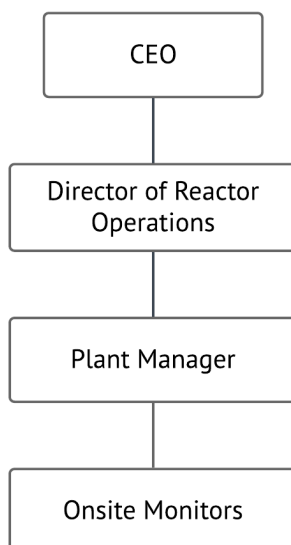 CEO
Director of Reactor
Operations
Plant Manager
Onsite Monitors